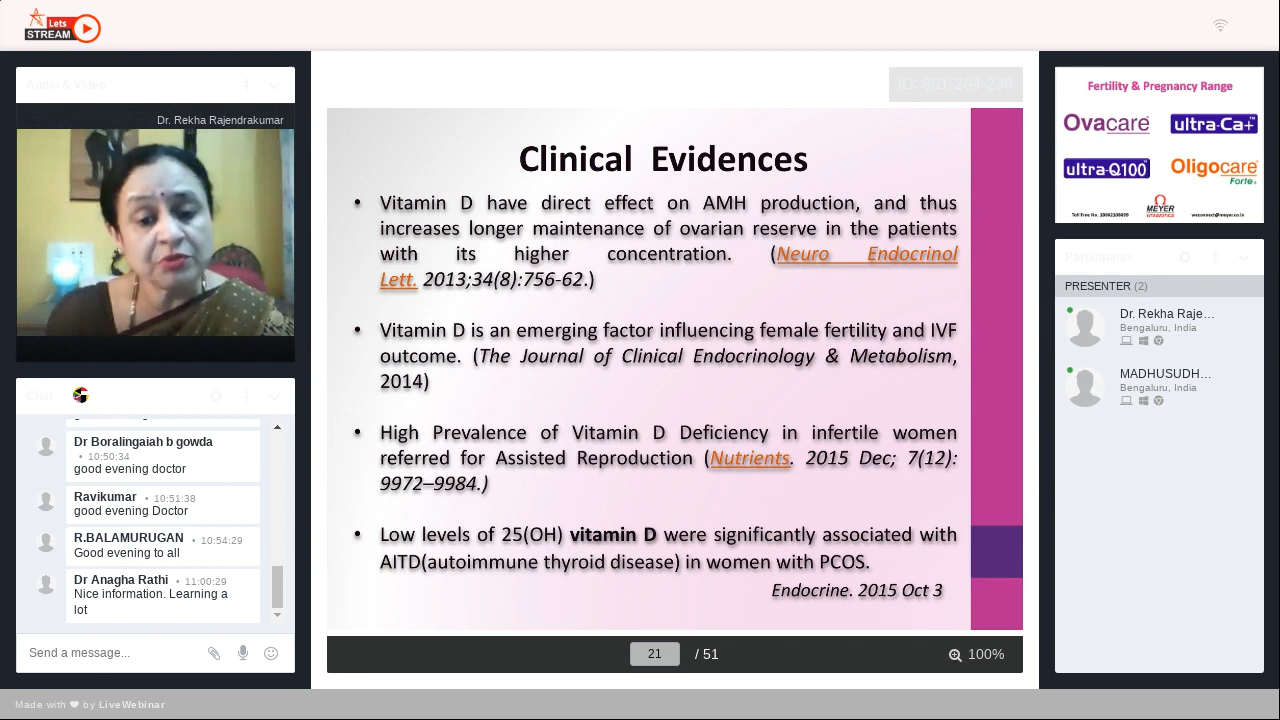 Lets
STREAM
Audio & Video
Dr. Rekha Rajendrakumar
Chat
Dr Boralingaiah b gowda
• 10:50:34
good evening doctor
Ravikumar • 10:51:38
good evening Doctor
R.BALAMURUGAN • 10:54:29
Good evening to all
Dr Anagha Rathi • 11:00:29
Nice information. Learning a
lot
Send a message...
ID: 861-264-239
Clinical Evidences
• Vitamin D have direct effect on AMH production, and thus
increases longer maintenance of ovarian reserve in the patients
with its higher concentration. (Neuro Endocrinol
Lett. 2013;34(8):756-62.)
• Vitamin D is an emerging factor influencing female fertility and IVF
outcome. (The Journal of Clinical Endocrinology & Metabolism,
2014)
• High Prevalence of Vitamin D Deficiency in infertile women
referred for Assisted Reproduction (Nutrients. 2015 Dec; 7(12):
9972–9984.)
• Low levels of 25(OH) vitamin D were significantly associated with
AITD(autoimmune thyroid disease) in women with PCOS.
Endocrine. 2015 Oct 3
21 / 51
100%
Fertility & Pregnancy Range
Ovacare ultra-Ca+
ultra-Q100 Oligocare
Forte+
MEYER
VITABIOTICS
weconnect@meyer.co.in
Participants
PRESENTER (2)
Dr. Rekha Raje...
Bengaluru, India
MADHUSUDH...
Bengaluru, India
Made with by LiveWebinar